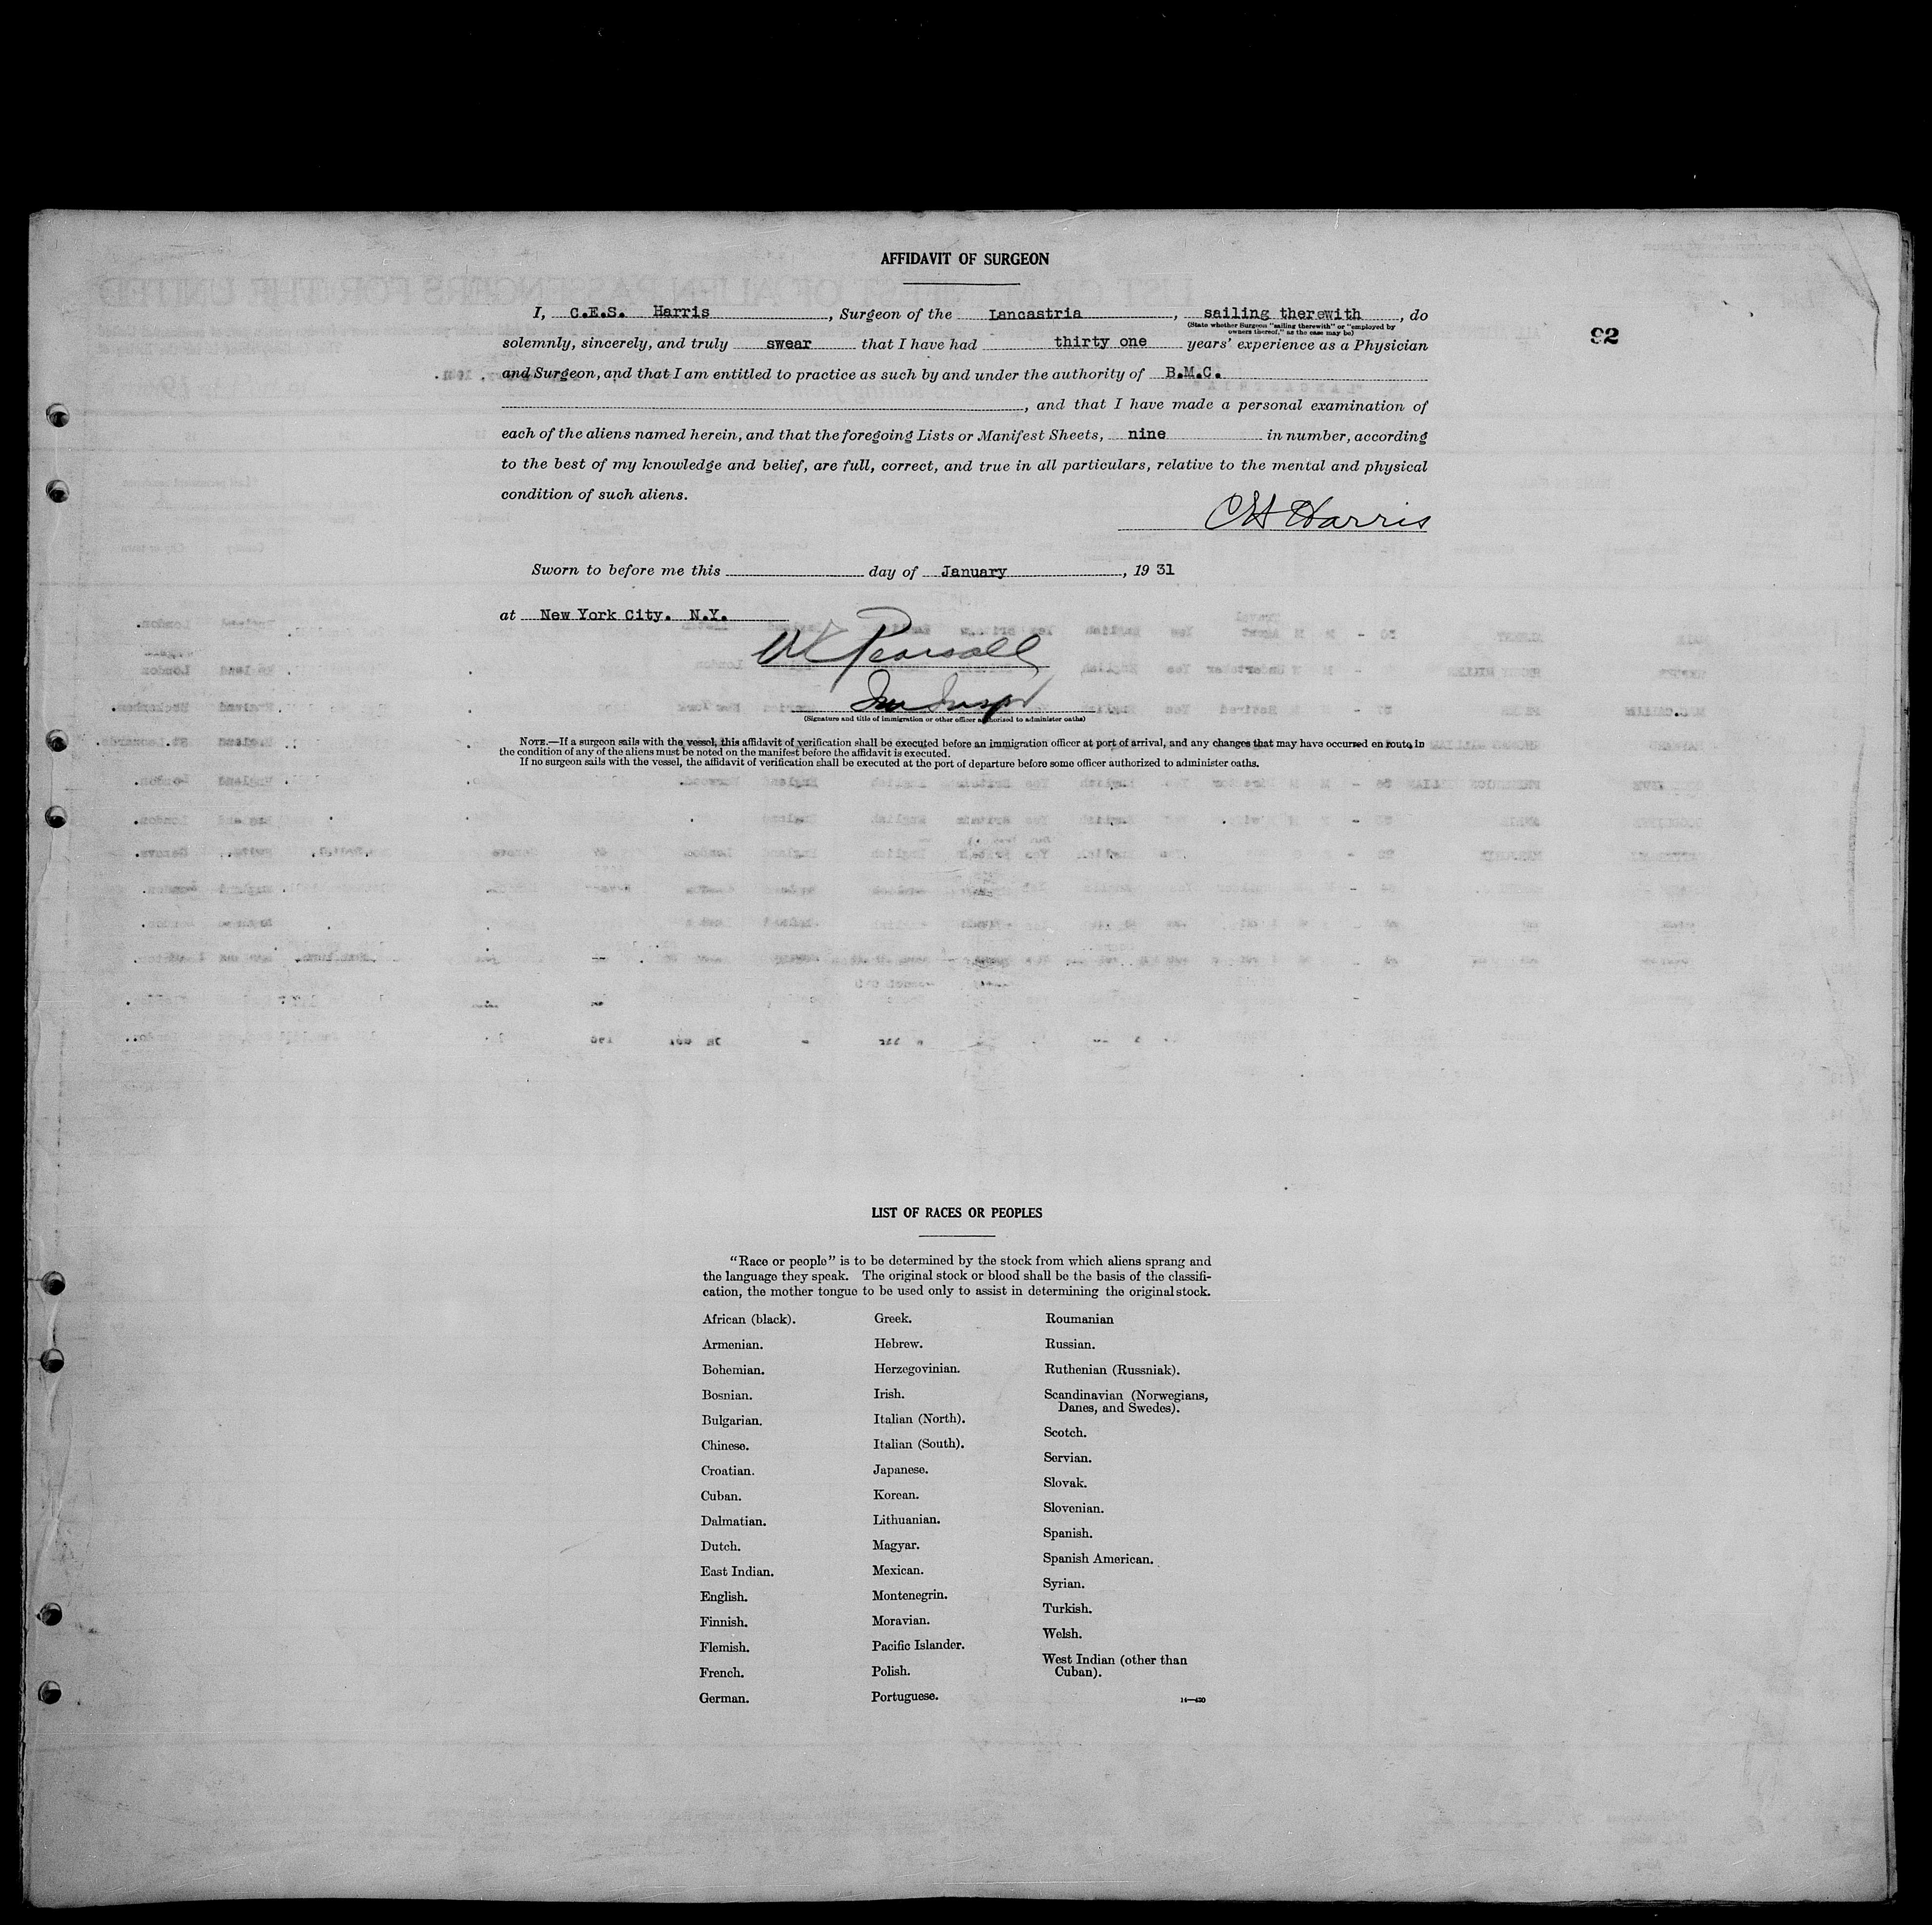 AFFIDAVIT OF SURGEON
I, C.E.S. Harris, Surgeon of the Lancastria, sailing therewith, do
(State whether Surgeon "sailing therewith" or "employed by
owners thereof," as the case may be)
92
solemnly, sincerely, and truly swear that I have had thirty one years' experience as a Physician
and Surgeon, and that I am entitled to practice as such by and under the authority of B.M.C.
, and that I have made a personal examination of
each of the aliens named herein, and that the foregoing Lists or Manifest Sheets, nine in number, according
to the best of my knowledge and belief, are full, correct, and true in all particulars, relative to the mental and physical
condition of such aliens.
Harris
Sworn to before me this day of January, 19 31
at New York City. N.Y.
Pearsall
(Signature and title of immigration or other officer authorized to administer oaths)
NOTE.—If a surgeon sails with the vessel, this affidavit of verification shall be executed before an immigration officer at port of arrival, and any changes that may have occurred en route in
the condition of any of the aliens must be noted on the manifest before the affidavit is executed.
If no surgeon sails with the vessel, the affidavit of verification shall be executed at the port of departure before some officer authorized to administer oaths.
LIST OF RACES OR PEOPLES
"Race or people" is to be determined by the stock from which aliens sprang and
the language they speak. The original stock or blood shall be the basis of the classifi-
cation, the mother tongue to be used only to assist in determining the original stock.
African (black).
Armenian.
Bohemian.
Bosnian.
Bulgarian.
Chinese.
Croatian.
Cuban.
Dalmatian.
Dutch.
East Indian.
English.
Finnish.
Flemish.
French.
German.
Greek.
Hebrew.
Herzegovinian.
Irish.
Italian (North).
Italian (South).
Japanese.
Korean.
Lithuanian.
Magyar.
Mexican.
Montenegrin.
Moravian.
Pacific Islander.
Polish.
Portuguese.
Roumanian
Russian.
Ruthenian (Russniak).
Scandinavian (Norwegians,
Danes, and Swedes).
Scotch.
Servian.
Slovak.
Slovenian.
Spanish.
Spanish American.
Syrian.
Turkish.
Welsh.
West Indian (other than
Cuban).
14—430